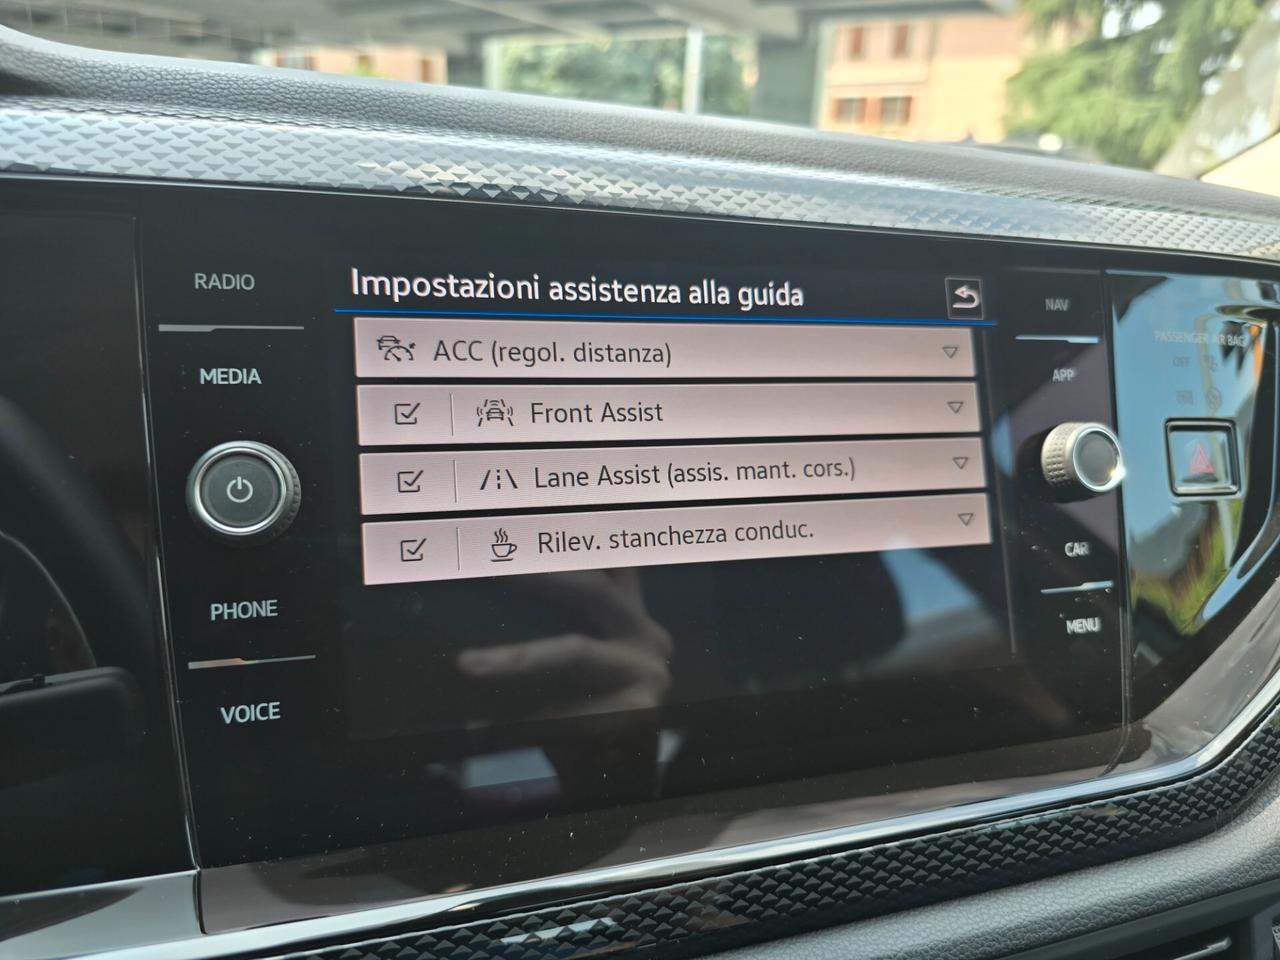 RADIO
MEDIA
PHONE
VOICE
Impostazioni assistenza alla guida
ACC (regol. distanza)
Front Assist
Lane Assist (assis. mant. cors.)
Rilev. stanchezza conduc.
NAV
APP
CAR
MENU
PASSENGER AIR BAG
OFF